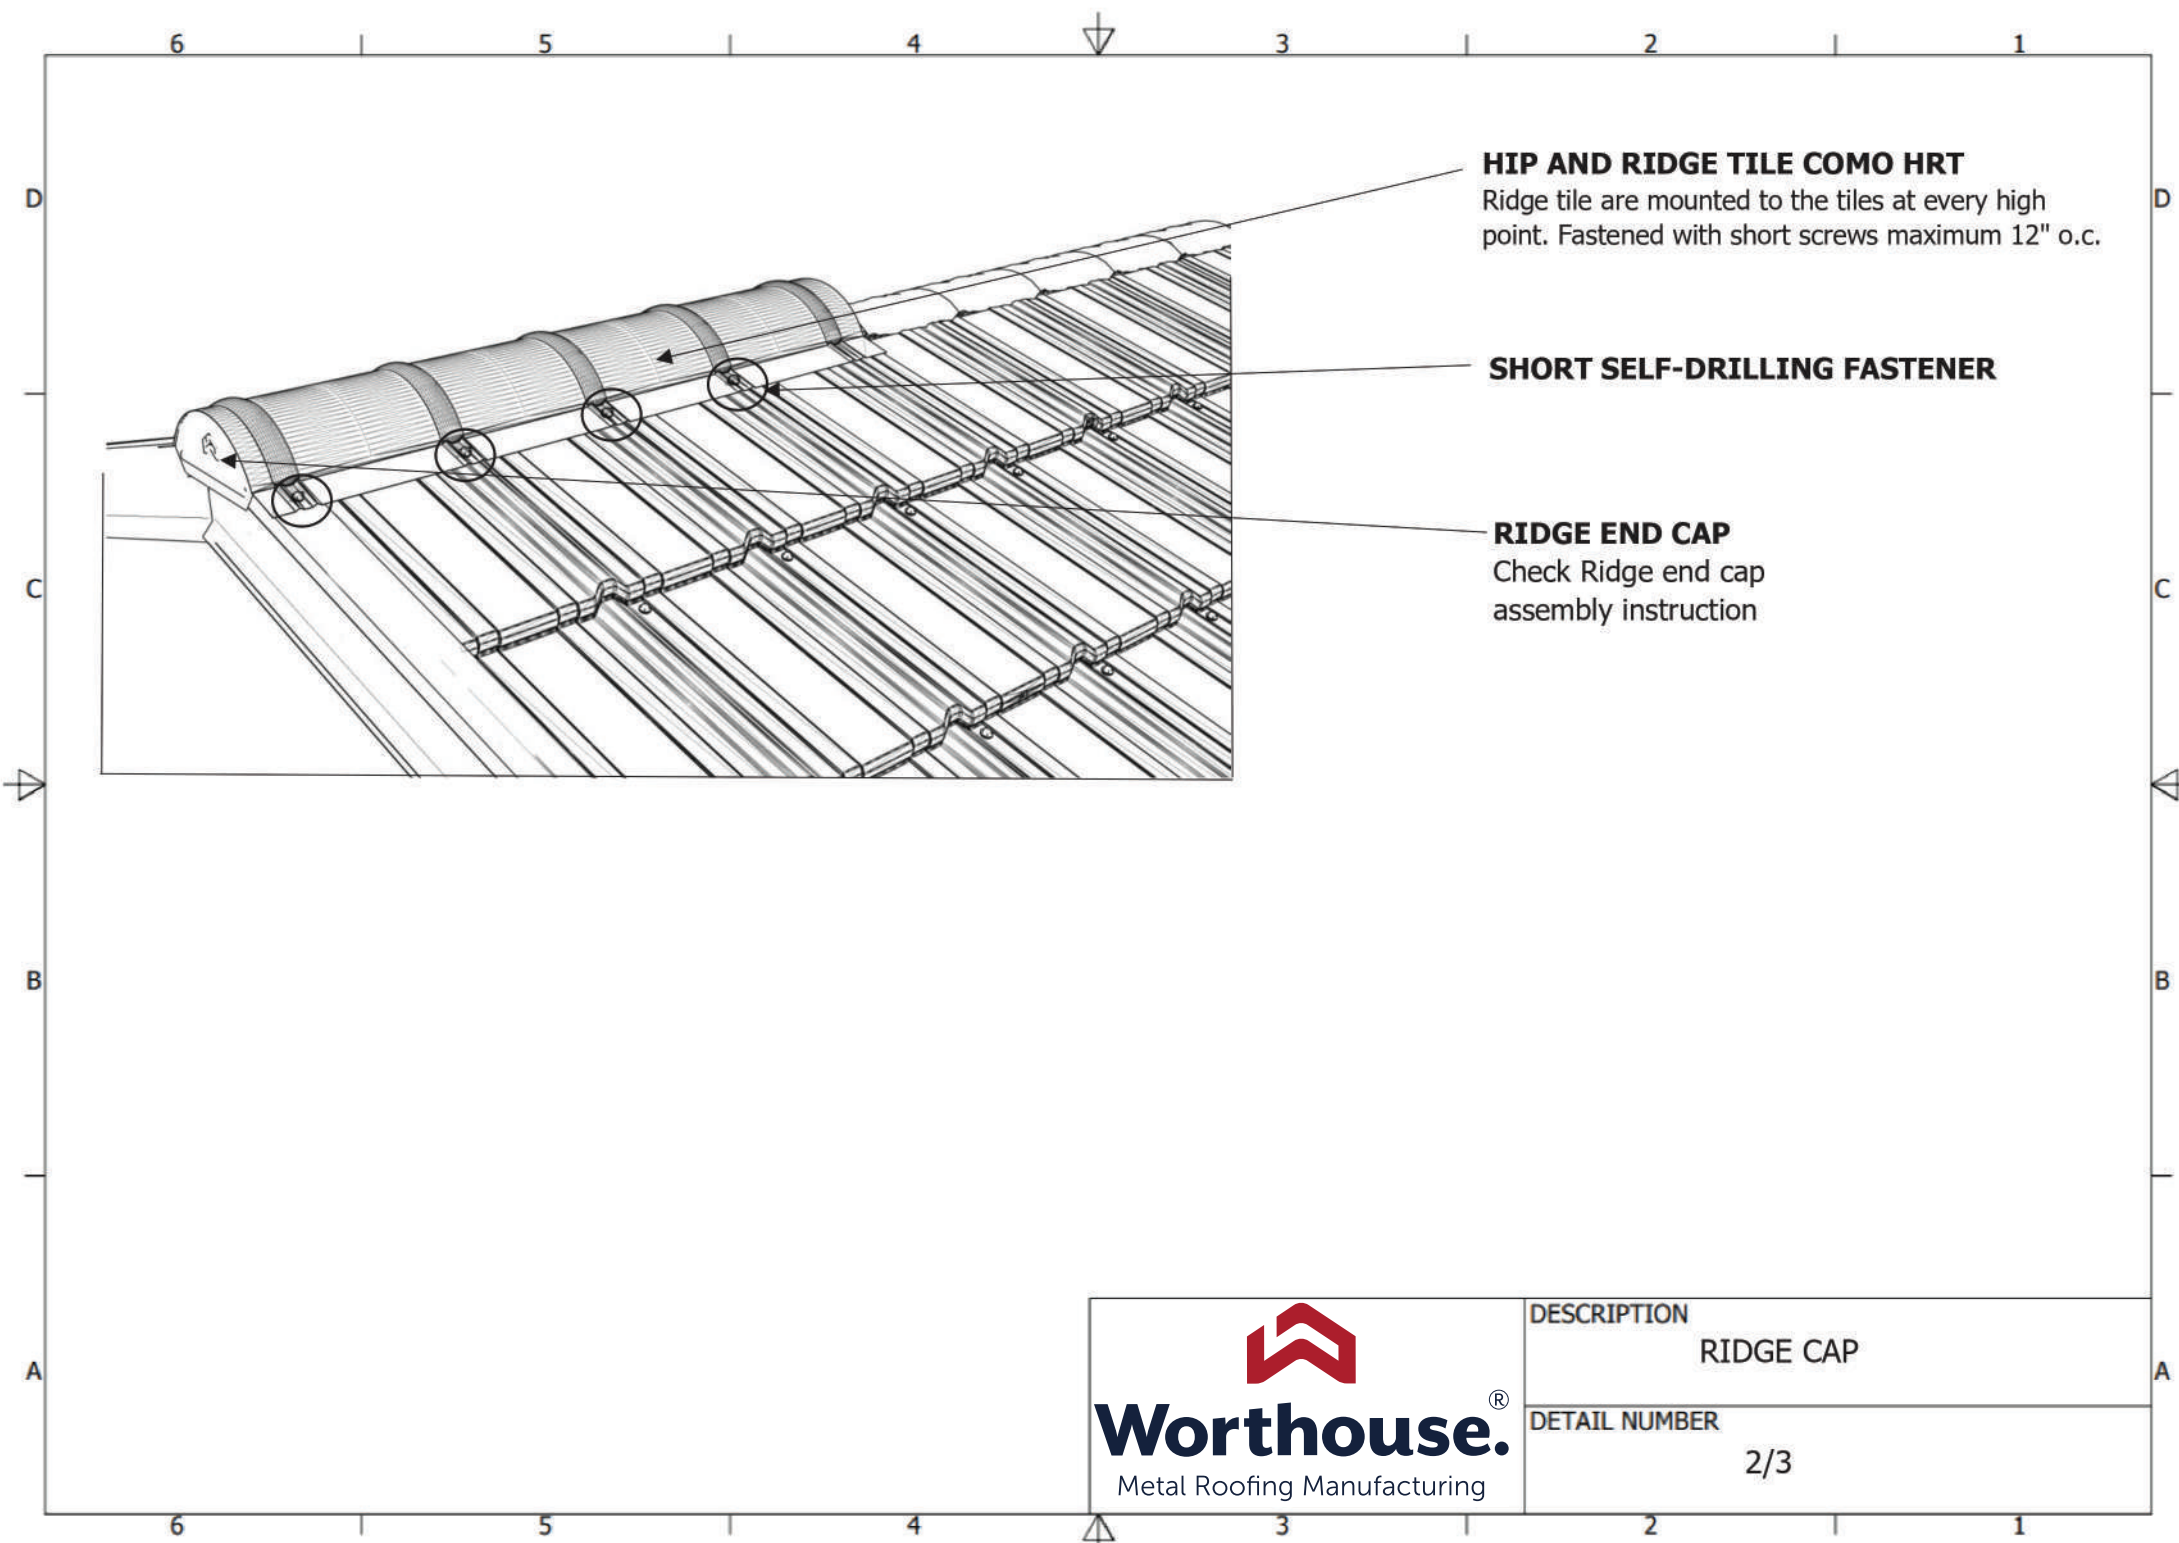 6 5 4 3 2 1
HIP AND RIDGE TILE COMO HRT
D D
Ridge tile are mounted to the tiles at every high
point. Fastened with short screws maximum 12" o.c.
SHORT SELF-DRILLING FASTENER
RIDGE END CAP
Check Ridge end cap
assembly instruction
C C
B B
DESCRIPTION
RIDGE CAP
A A
Worthouse.®
Metal Roofing Manufacturing
DETAIL NUMBER
2/3
6 5 4 3 2 1